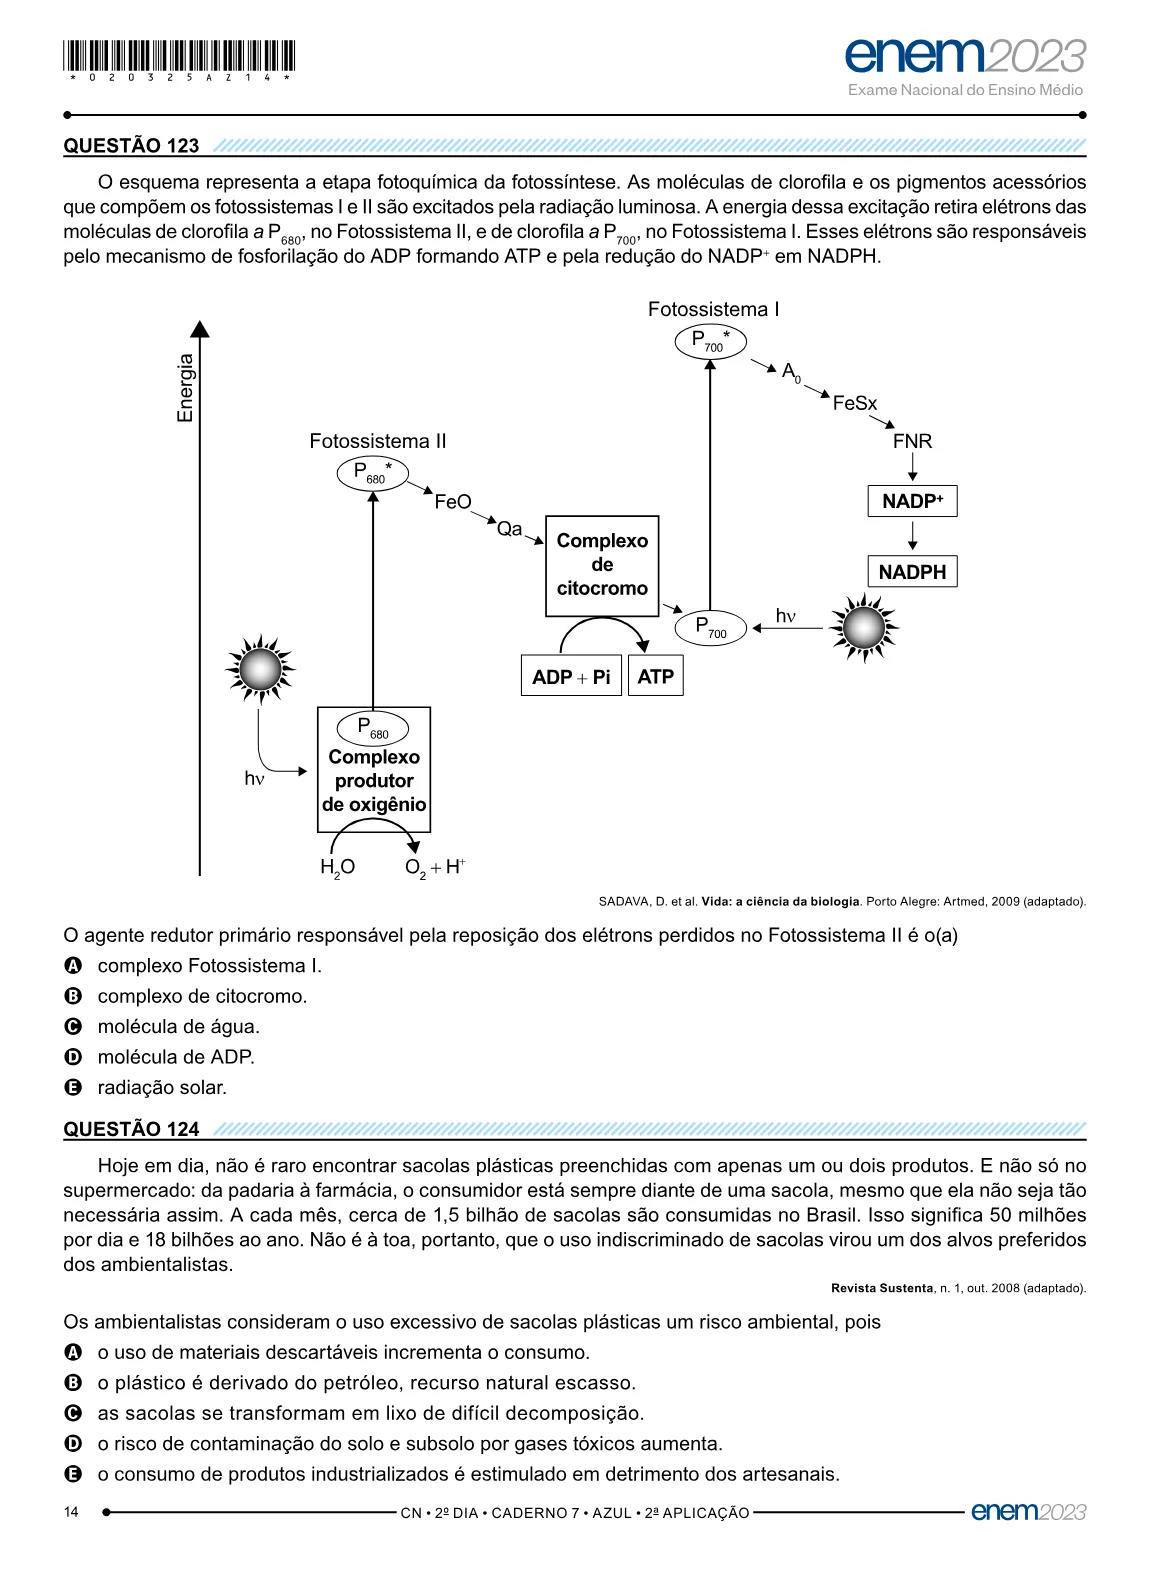 *020325AZ14*
enem2023
Exame Nacional do Ensino Médio
QUESTÃO 123
O esquema representa a etapa fotoquímica da fotossíntese. As moléculas de clorofila e os pigmentos acessórios
que compõem os fotossistemas I e II são excitados pela radiação luminosa. A energia dessa excitação retira elétrons das
moléculas de clorofila a P680, no Fotossistema II, e de clorofila a P700, no Fotossistema I. Esses elétrons são responsáveis
pelo mecanismo de fosforilação do ADP formando ATP e pela redução do NADP+ em NADPH.
Fotossistema I
P700*
Energia
A0
FeSx
Fotossistema II
FNR
P680*
FeO
NADP+
Qa
Complexo
de
citocromo
NADPH
P700
hν
ADP + Pi
ATP
P680
Complexo
produtor
de oxigênio
hν
H2O
O2 + H+
SADAVA, D. et al. Vida: a ciência da biologia. Porto Alegre: Artmed, 2009 (adaptado).
O agente redutor primário responsável pela reposição dos elétrons perdidos no Fotossistema II é o(a)
A complexo Fotossistema I.
B complexo de citocromo.
C molécula de água.
D molécula de ADP.
E radiação solar.
QUESTÃO 124
Hoje em dia, não é raro encontrar sacolas plásticas preenchidas com apenas um ou dois produtos. E não só no
supermercado: da padaria à farmácia, o consumidor está sempre diante de uma sacola, mesmo que ela não seja tão
necessária assim. A cada mês, cerca de 1,5 bilhão de sacolas são consumidas no Brasil. Isso significa 50 milhões
por dia e 18 bilhões ao ano. Não é à toa, portanto, que o uso indiscriminado de sacolas virou um dos alvos preferidos
dos ambientalistas.
Revista Sustenta, n. 1, out. 2008 (adaptado).
Os ambientalistas consideram o uso excessivo de sacolas plásticas um risco ambiental, pois
A o uso de materiais descartáveis incrementa o consumo.
B o plástico é derivado do petróleo, recurso natural escasso.
C as sacolas se transformam em lixo de difícil decomposição.
D o risco de contaminação do solo e subsolo por gases tóxicos aumenta.
E o consumo de produtos industrializados é estimulado em detrimento dos artesanais.
14
CN • 2º DIA • CADERNO 7 • AZUL • 2ª APLICAÇÃO
enem2023